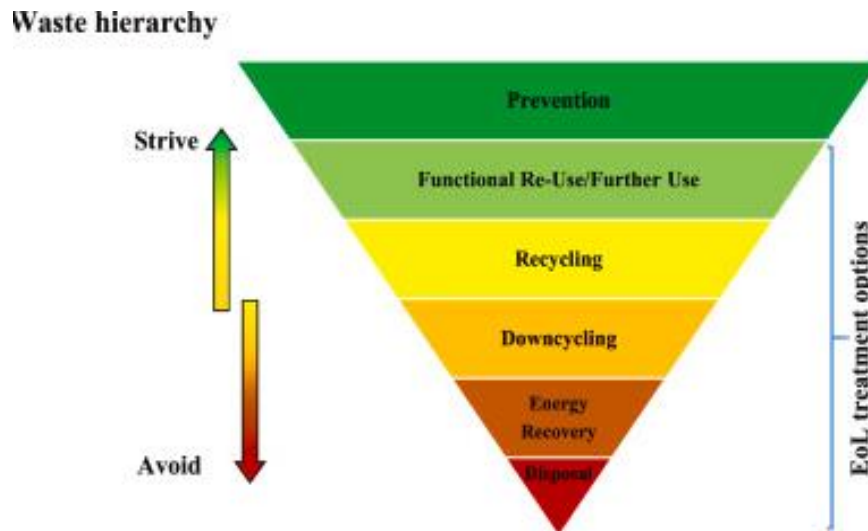 Waste hierarchy
Prevention
Strive
Functional Re-Use/Further Use
Recycling
Downcycling
Energy
Recovery
Avoid
Disposal
EoL treatment options